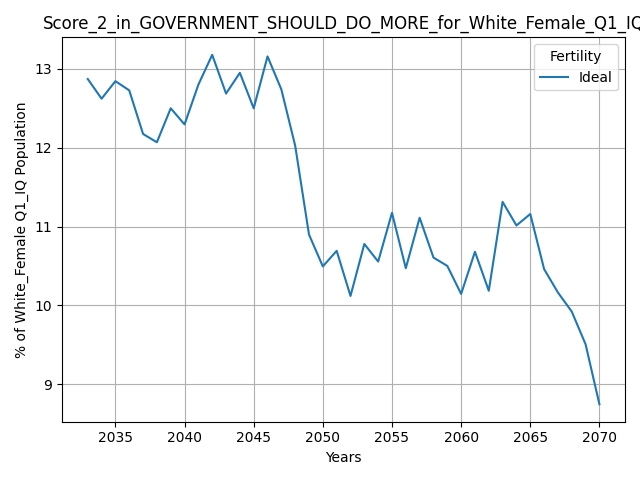 Score_2_in_GOVERNMENT_SHOULD_DO_MORE_for_White_Female_Q1_IQ
Fertility
Ideal
% of White_Female Q1_IQ Population
13
12
11
10
9
2035 2040 2045 2050 2055 2060 2065 2070
Years